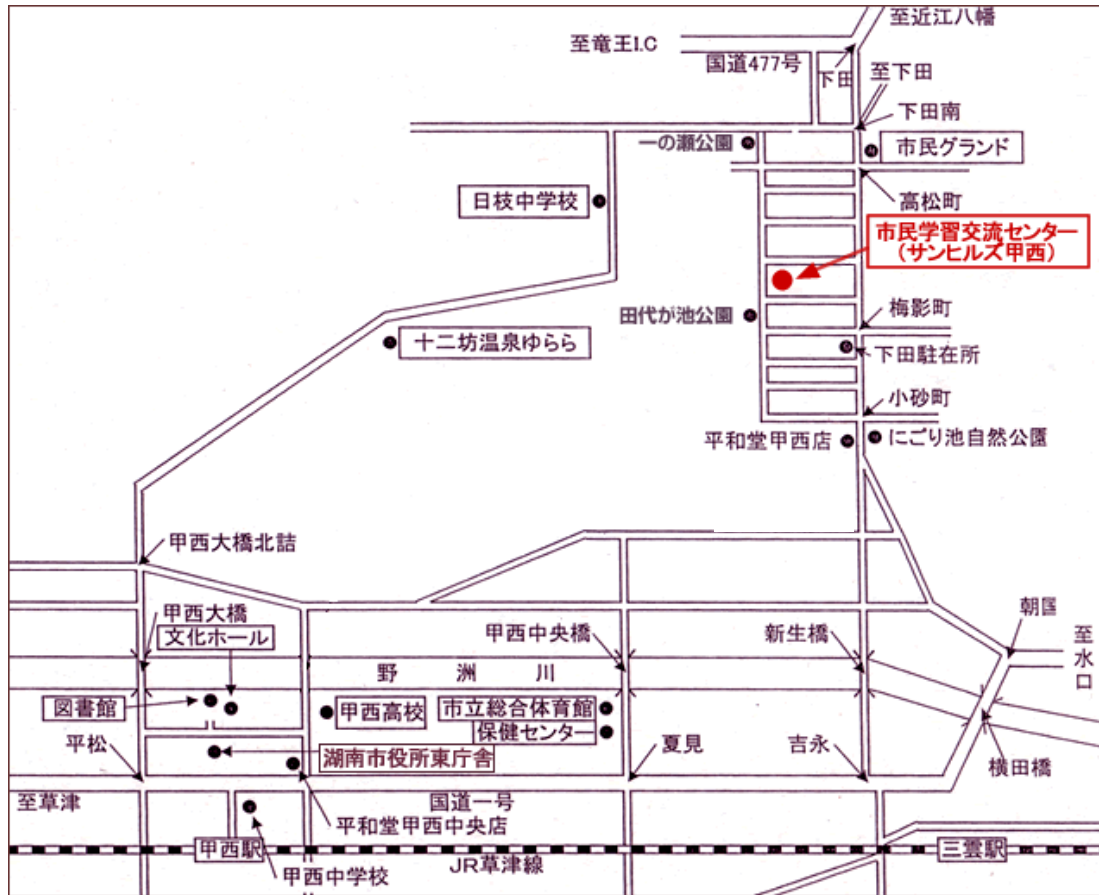 至近江八幡
至竜王I.C
国道477号
下田
至下田
下田南
一の瀬公園
市民グランド
日枝中学校
高松町
市民学習交流センター
（サンヒルズ甲西）
田代が池公園
梅影町
十二坊温泉ゆらら
下田駐在所
小砂町
平和堂甲西店
にごり池自然公園
甲西大橋北詰
甲西大橋
文化ホール
甲西中央橋
新生橋
朝国
至水口
野洲川
図書館
甲西高校
市立総合体育館
保健センター
平松
湖南市役所東庁舎
夏見
吉永
横田橋
至草津
国道一号
平和堂甲西中央店
甲西駅
三雲駅
甲西中学校
JR草津線